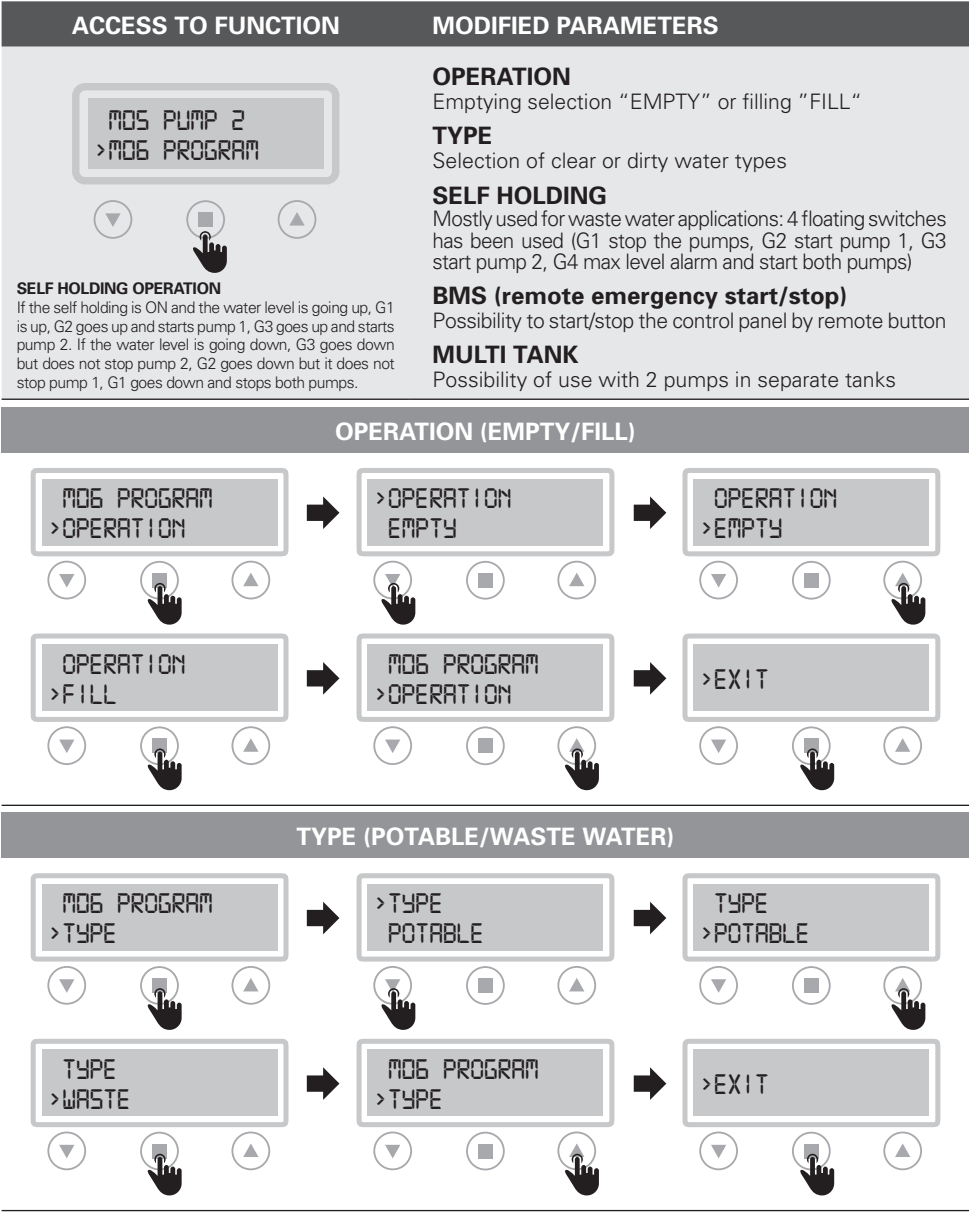 ACCESS TO FUNCTION
MO5 PUMP 2
>MO6 PROGRAM
SELF HOLDING OPERATION
If the self holding is ON and the water level is going up, G1
is up, G2 goes up and starts pump 1, G3 goes up and starts
pump 2. If the water level is going down, G3 goes down
but does not stop pump 2, G2 goes down but it does not
stop pump 1, G1 goes down and stops both pumps.
MODIFIED PARAMETERS
OPERATION
Emptying selection “EMPTY” or filling ”FILL“
TYPE
Selection of clear or dirty water types
SELF HOLDING
Mostly used for waste water applications: 4 floating switches
has been used (G1 stop the pumps, G2 start pump 1, G3
start pump 2, G4 max level alarm and start both pumps)
BMS (remote emergency start/stop)
Possibility to start/stop the control panel by remote button
MULTI TANK
Possibility of use with 2 pumps in separate tanks
OPERATION (EMPTY/FILL)
MO6 PROGRAM
>OPERATION
>OPERATION
EMPTY
OPERATION
>EMPTY
OPERATION
>FILL
MO6 PROGRAM
>OPERATION
>EXIT
TYPE (POTABLE/WASTE WATER)
MO6 PROGRAM
>TYPE
>TYPE
POTABLE
TYPE
>POTABLE
TYPE
>WASTE
MO6 PROGRAM
>TYPE
>EXIT